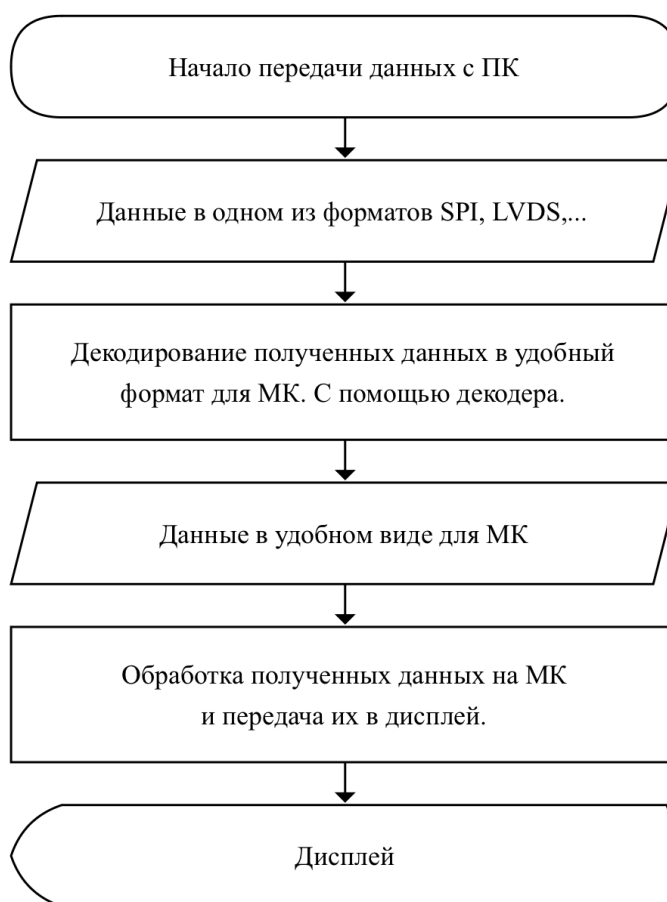 Начало передачи данных с ПК
Данные в одном из форматов SPI, LVDS,...
Декодирование полученных данных в удобный
формат для МК. С помощью декодера.
Данные в удобном виде для МК
Обработка полученных данных на МК
и передача их в дисплей.
Дисплей